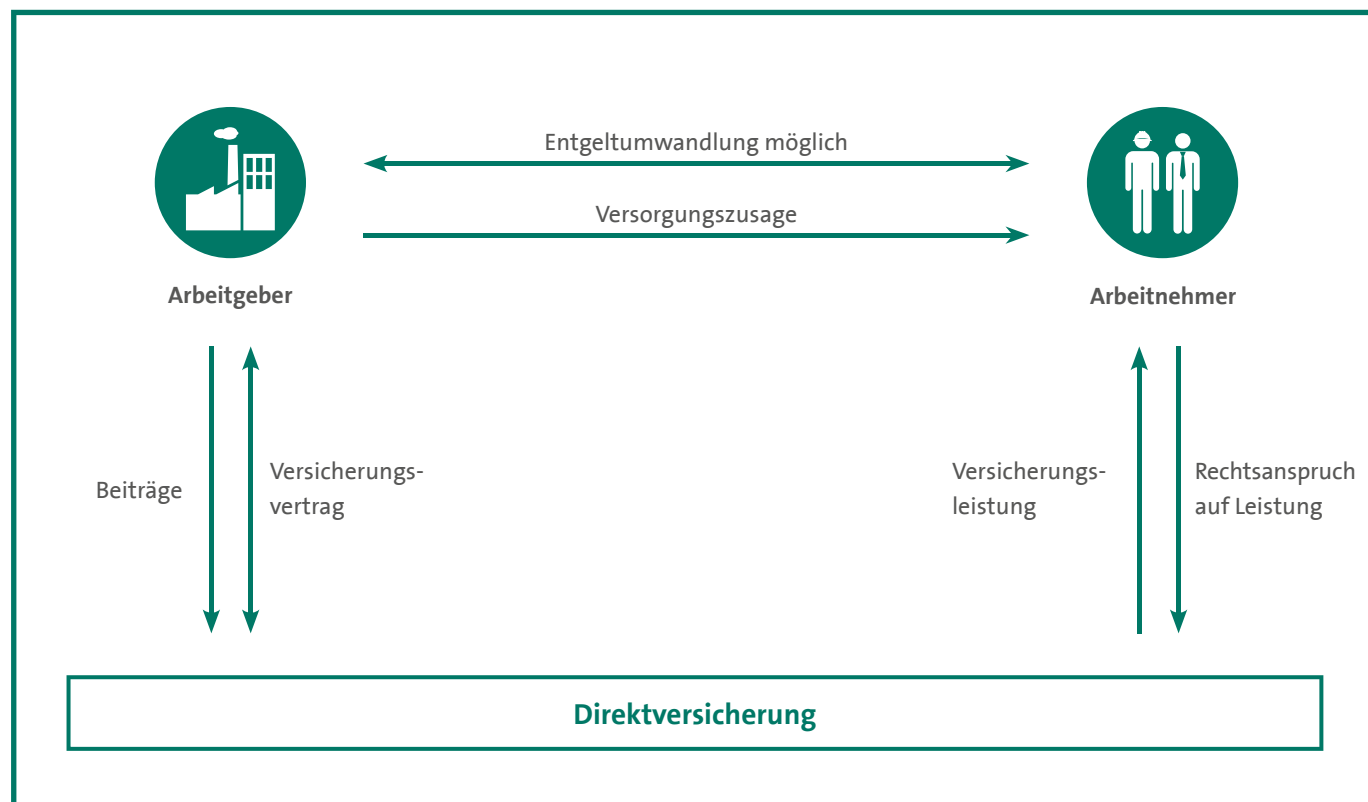 Entgeltumwandlung möglich
Versorgungszusage
Arbeitgeber
Arbeitnehmer
Beiträge
Versicherungs-
vertrag
Versicherungs-
leistung
Rechtsanspruch
auf Leistung
Direktversicherung